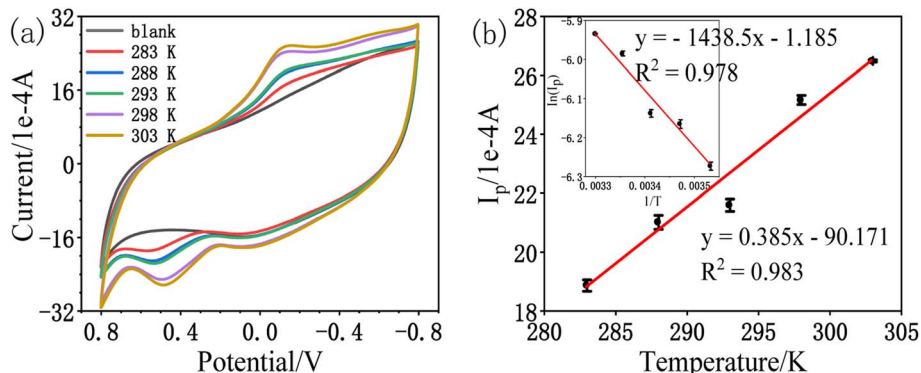 (a)
blank
283 K
288 K
293 K
298 K
303 K
Current/1e-4A
32
16
0
-16
-32
0.8 0.4 0.0 -0.4 -0.8
Potential/V
(b)
I_p/1e-4A
28
26
24
22
20
18
280 285 290 295 300 305
Temperature/K
y = 0.385x - 90.171
R² = 0.983
ln(I_p)
-5.9
-6.0
-6.1
-6.2
-6.3
0.0033 0.0034 0.0035
1/T
y = - 1438.5x - 1.185
R² = 0.978